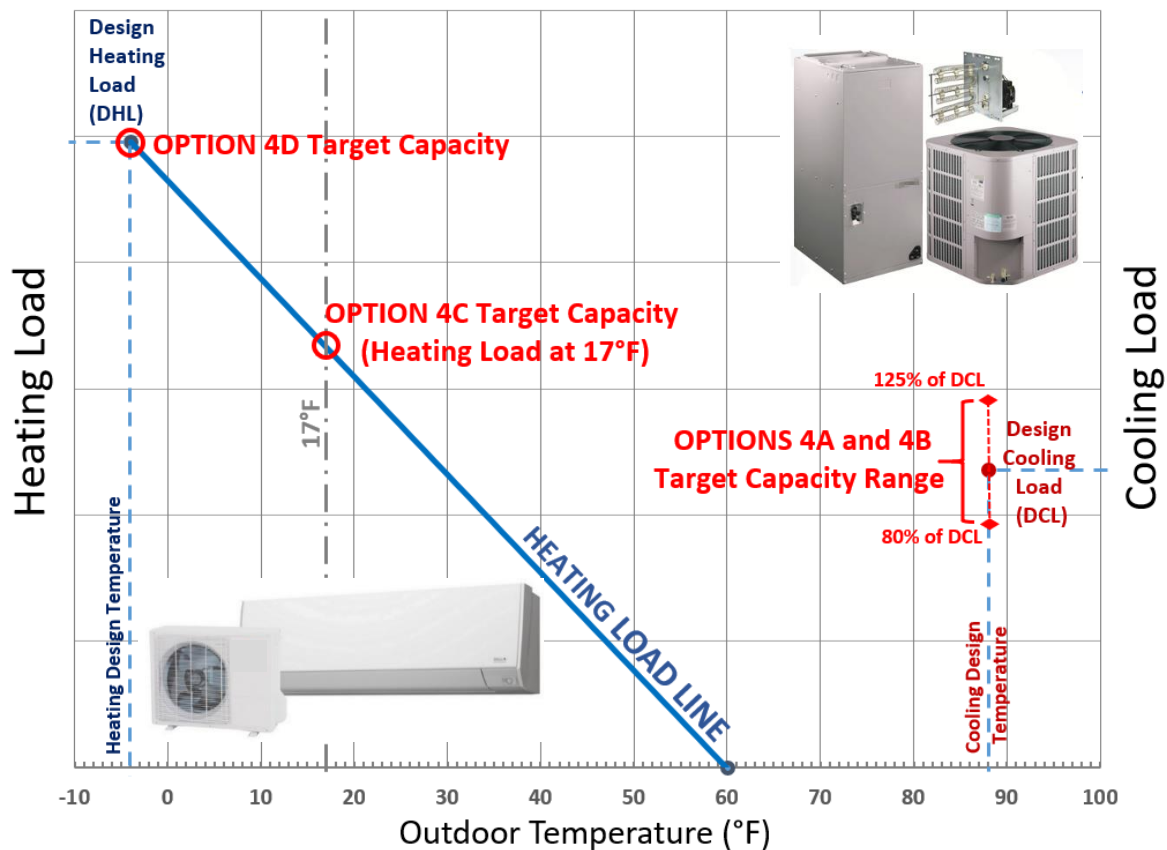 Design
Heating
Load
(DHL)
OPTION 4D Target Capacity
OPTION 4C Target Capacity
(Heating Load at 17°F)
17°F
125% of DCL
OPTIONS 4A and 4B
Target Capacity Range
Design
Cooling
Load
(DCL)
80% of DCL
Heating Load
Cooling Load
Heating Design Temperature
HEATING LOAD LINE
Cooling Design
Temperature
-10 0 10 20 30 40 50 60 70 80 90 100
Outdoor Temperature (°F)